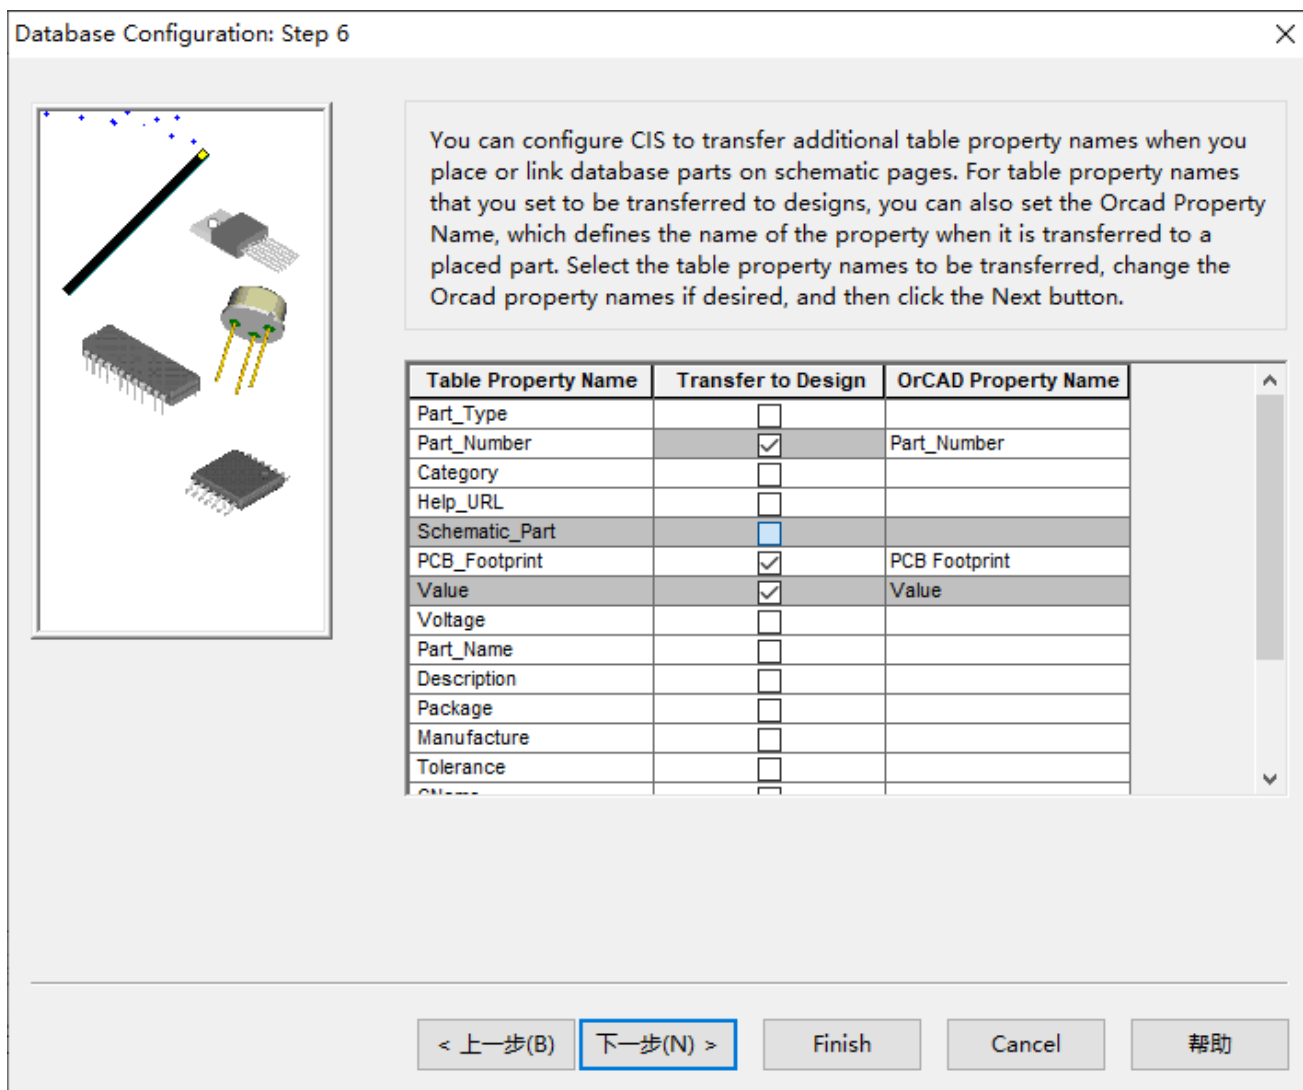 Database Configuration: Step 6
You can configure CIS to transfer additional table property names when you
place or link database parts on schematic pages. For table property names
that you set to be transferred to designs, you can also set the Orcad Property
Name, which defines the name of the property when it is transferred to a
placed part. Select the table property names to be transferred, change the
Orcad property names if desired, and then click the Next button.
Table Property Name Transfer to Design OrCAD Property Name
Part_Type
Part_Number Part_Number
Category
Help_URL
Schematic_Part
PCB_Footprint PCB Footprint
Value Value
Voltage
Part_Name
Description
Package
Manufacture
Tolerance
< 上一步(B) 下一步(N) > Finish Cancel 帮助